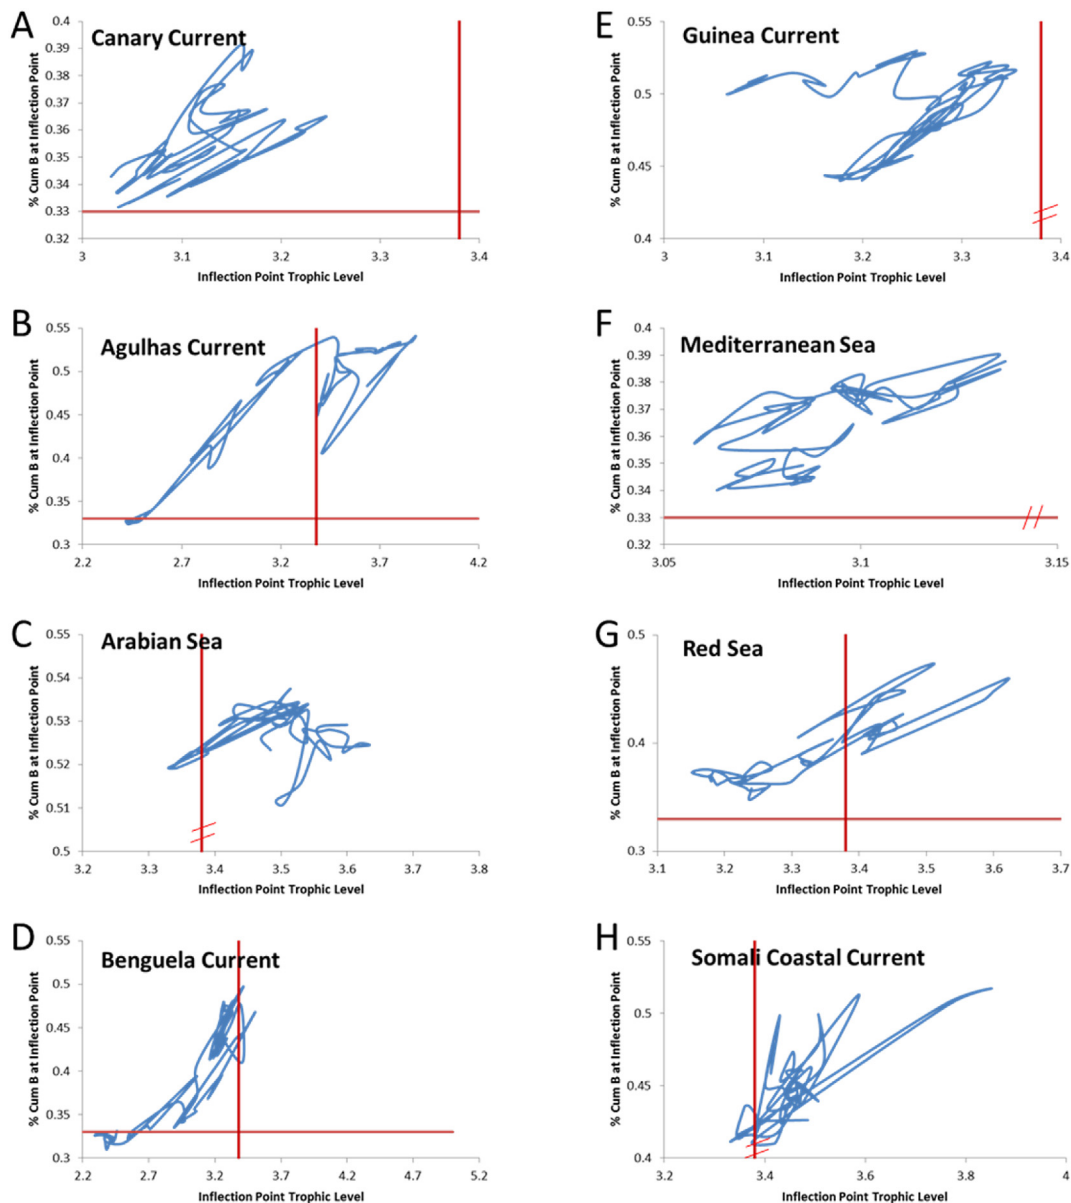 A
Canary Current
% Cum B at Inflection Point
0.4
0.39
0.38
0.37
0.36
0.35
0.34
0.33
0.32
3
3.1
3.2
3.3
3.4
Inflection Point Trophic Level
E
Guinea Current
% Cum B at Inflection Point
0.55
0.5
0.45
0.4
3
3.1
3.2
3.3
3.4
Inflection Point Trophic Level
B
Agulhas Current
% Cum B at Inflection Point
0.55
0.5
0.45
0.4
0.35
0.3
2.2
2.7
3.2
3.7
4.2
Inflection Point Trophic Level
F
Mediterranean Sea
% Cum B at Inflection Point
0.4
0.39
0.38
0.37
0.36
0.35
0.34
0.33
0.32
3.05
3.1
3.15
Inflection Point Trophic Level
C
Arabian Sea
% Cum B at Inflection Point
0.55
0.54
0.53
0.52
0.51
0.5
3.2
3.3
3.4
3.5
3.6
3.7
3.8
Inflection Point Trophic Level
G
Red Sea
% Cum B at Inflection Point
0.5
0.4
0.3
3.1
3.2
3.3
3.4
3.5
3.6
3.7
Inflection Point Trophic Level
D
Benguela Current
% Cum B at Inflection Point
0.55
0.5
0.45
0.4
0.35
0.3
2.2
2.7
3.2
3.7
4.2
4.7
5.2
Inflection Point Trophic Level
H
Somali Coastal Current
% Cum B at Inflection Point
0.55
0.5
0.45
0.4
3.2
3.4
3.6
3.8
4
Inflection Point Trophic Level